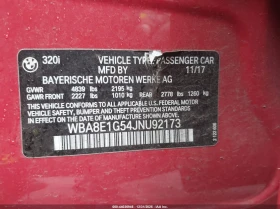 320i
VEHICLE TYPE: PASSENGER CAR
11/17
BAYERISCHE MOTOREN WERKE AG
GVWR 4839 lbs 2195 kg
GAWR FRONT 2227 lbs 1010 kg GAWR REAR 2778 lbs 1260 kg
This vehicle conforms to all applicable U.S. Federal Motor
Vehicle Safety, Bumper and Theft Prevention Standards
in effect on the date of manufacture shown above.
WBA8E1G54JNU92173